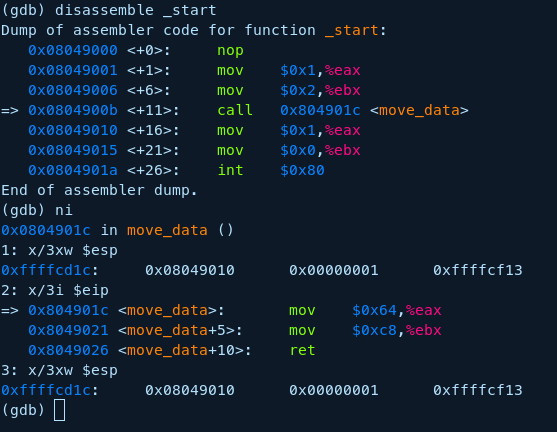 (gdb) disassemble _start
Dump of assembler code for function _start:
   0x08049000 <+0>:     nop
   0x08049001 <+1>:     mov    $0x1,%eax
   0x08049006 <+6>:     mov    $0x2,%ebx
=> 0x0804900b <+11>:    call   0x804901c <move_data>
   0x08049010 <+16>:    mov    $0x1,%eax
   0x08049015 <+21>:    mov    $0x0,%ebx
   0x0804901a <+26>:    int    $0x80
End of assembler dump.
(gdb) ni
0x0804901c in move_data ()
1: x/3xw $esp
0xffffcd1c:     0x08049010      0x00000001      0xffffcf13
2: x/3i $eip
=> 0x804901c <move_data>:       mov    $0x64,%eax
   0x8049021 <move_data+5>:     mov    $0xc8,%ebx
   0x8049026 <move_data+10>:    ret
3: x/3xw $esp
0xffffcd1c:     0x08049010      0x00000001      0xffffcf13
(gdb)